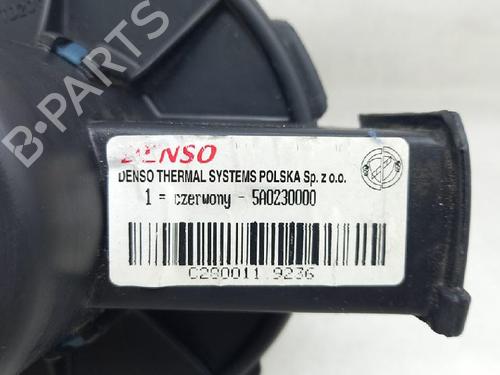 B-PARTS
DENSO
DENSO THERMAL SYSTEMS POLSKA Sp. z o.o.
1 = czerwony - 5A0230000
C280011 9236